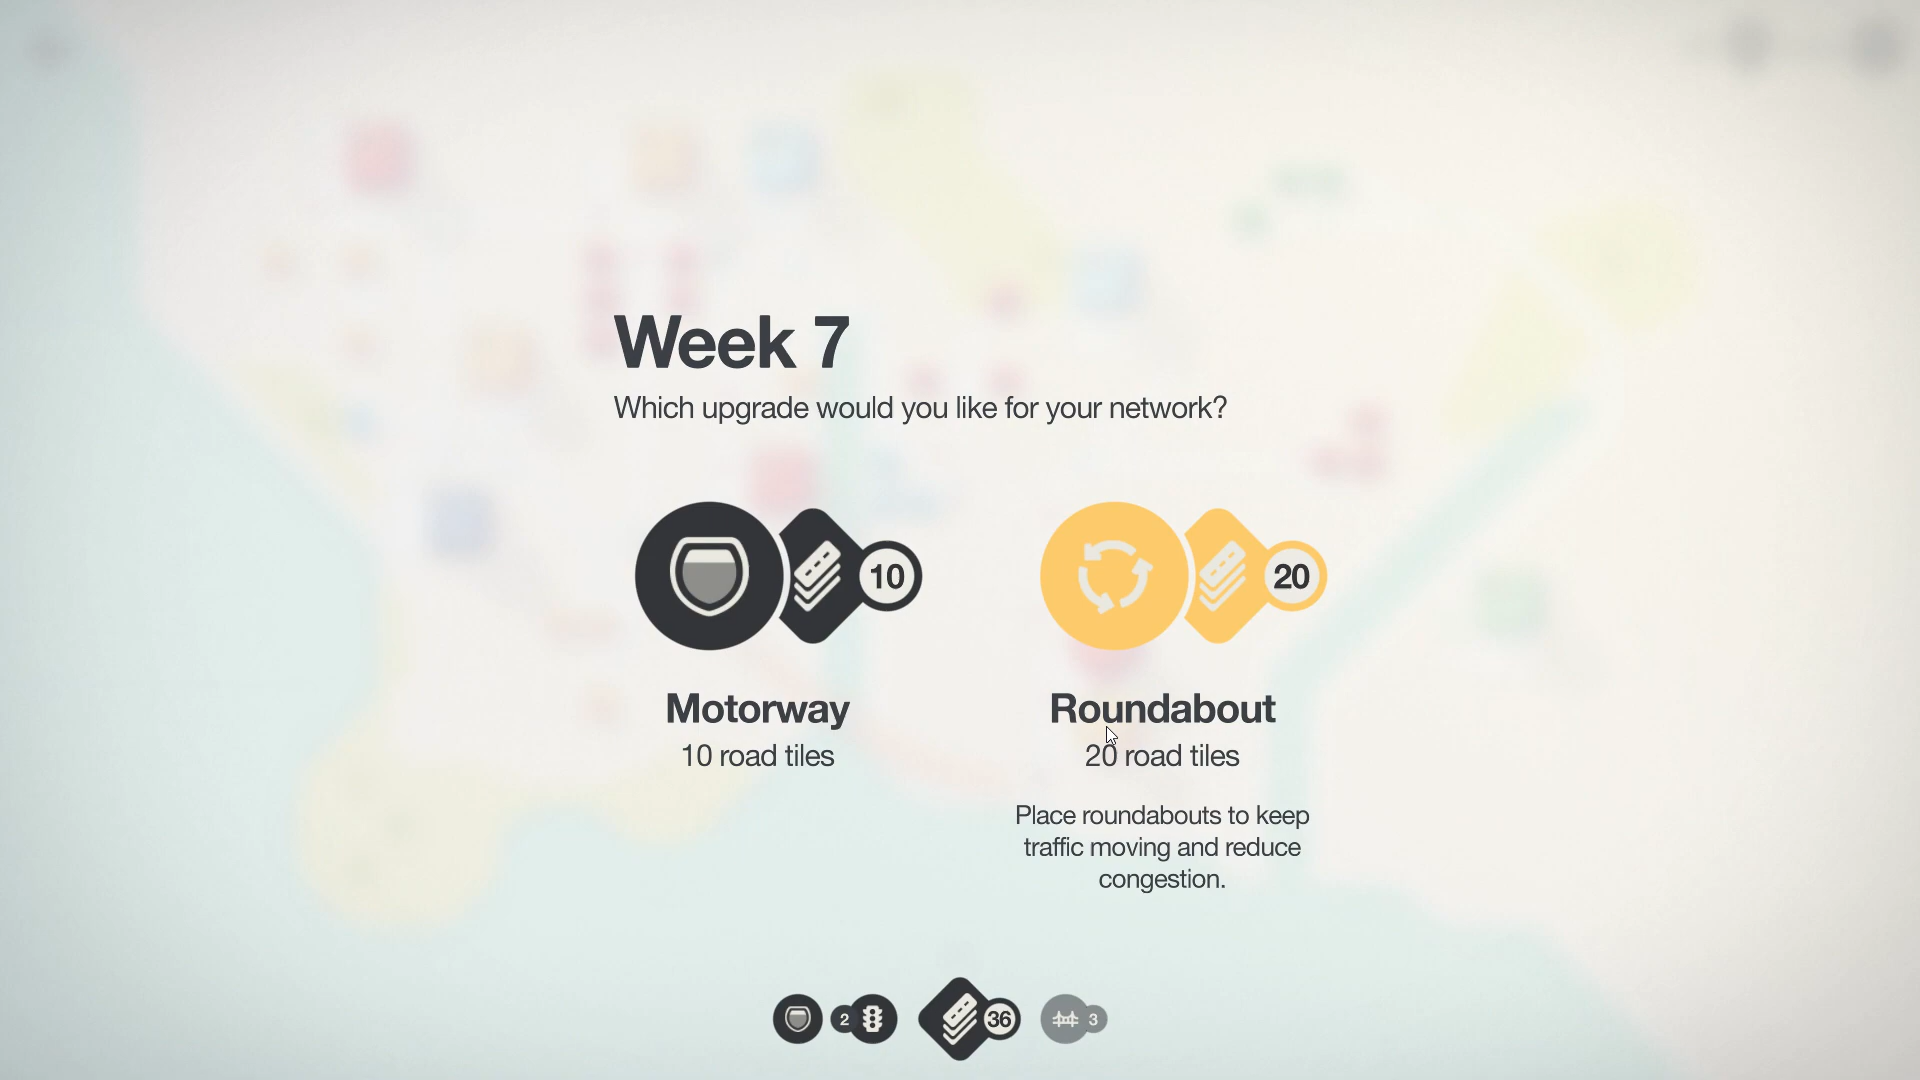 Week 7
Which upgrade would you like for your network?
10
20
Motorway
Roundabout
10 road tiles
20 road tiles
Place roundabouts to keep
traffic moving and reduce
congestion.
2
36
3